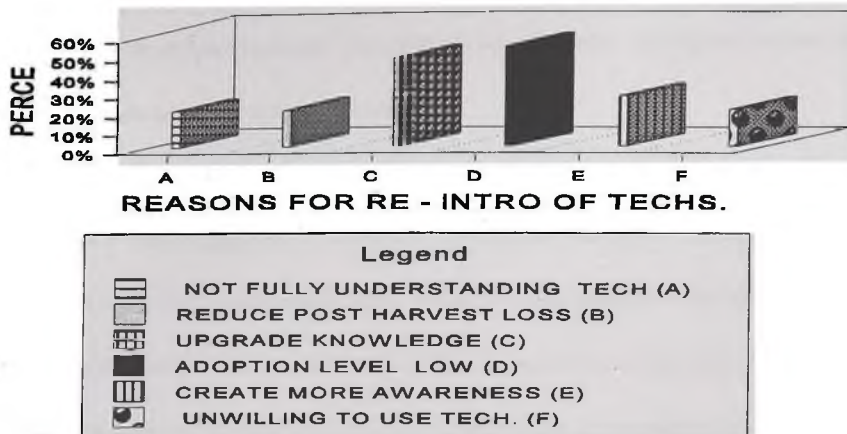 PERCE
60%
50%
40%
30%
20%
10%
0%
A B C D E F
REASONS FOR RE - INTRO OF TECHS.
Legend
NOT FULLY UNDERSTANDING TECH (A)
REDUCE POST HARVEST LOSS (B)
UPGRADE KNOWLEDGE (C)
ADOPTION LEVEL LOW (D)
CREATE MORE AWARENESS (E)
UNWILLING TO USE TECH. (F)